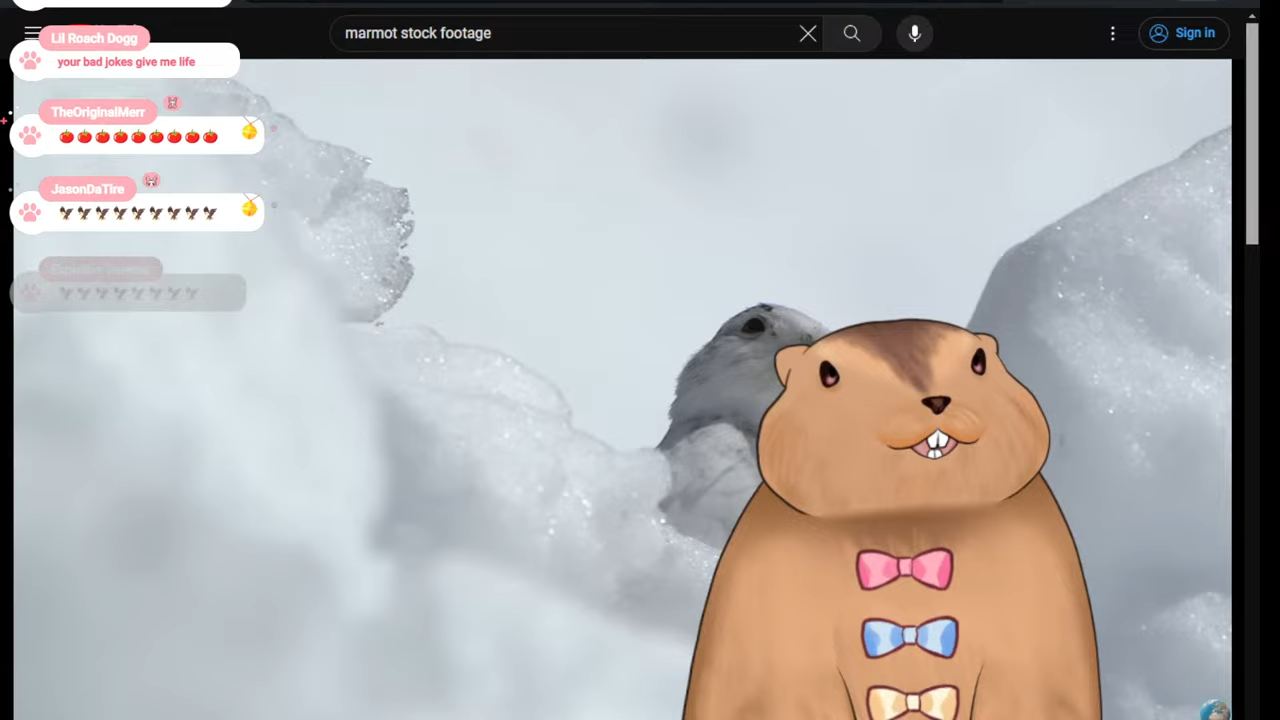 marmot stock footage
Sign in
Lil Roach Dogg
your bad jokes give me life
TheOriginalMerr
🍅🍅🍅🍅🍅🍅🍅🍅🍅
JasonDaTire
🦅🦅🦅🦅🦅🦅🦅🦅🦅